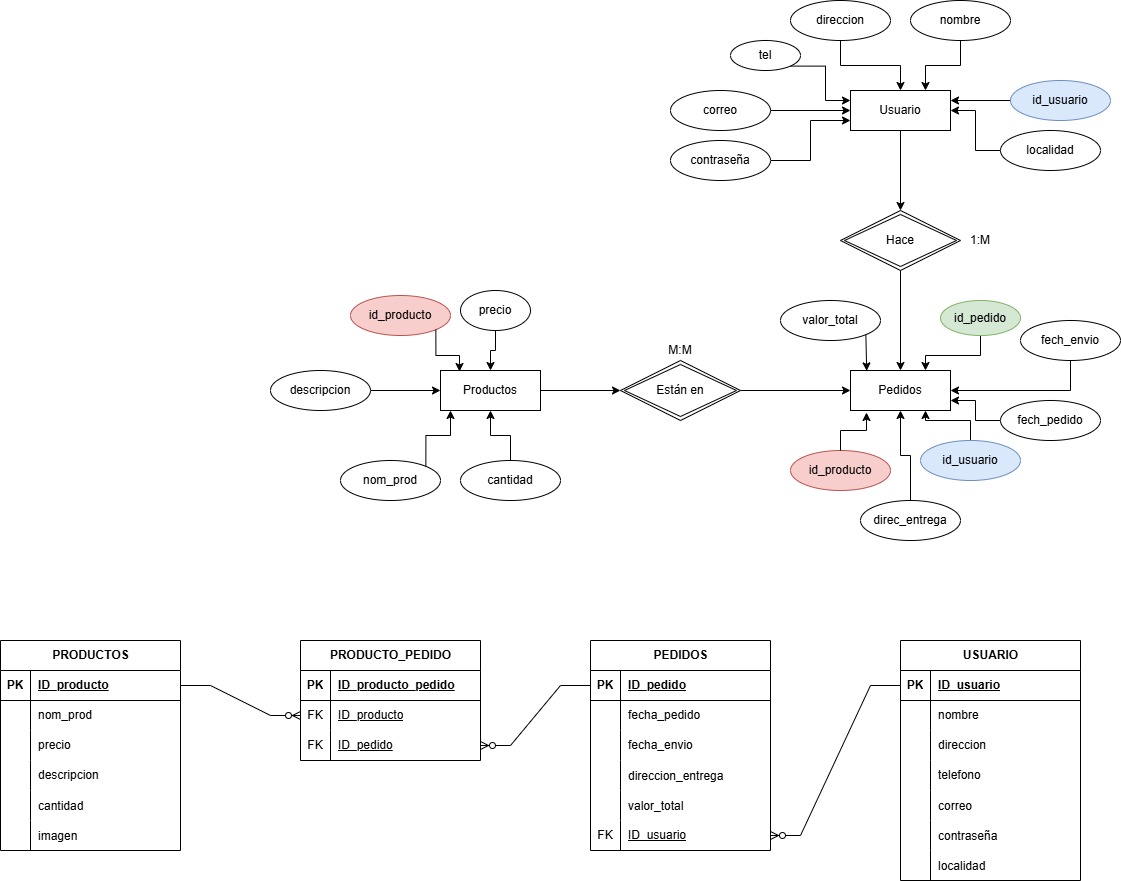 direccion
nombre
tel
correo
Usuario
id_usuario
contraseña
localidad
Hace
1:M
id_producto
precio
valor_total
id_pedido
fech_envio
M:M
descripcion
Productos
Están en
Pedidos
fech_pedido
nom_prod
cantidad
id_producto
id_usuario
direc_entrega
PRODUCTOS
PK ID_producto
nom_prod
precio
descripcion
cantidad
imagen
PRODUCTO_PEDIDO
PK ID_producto_pedido
FK ID_producto
FK ID_pedido
PEDIDOS
PK ID_pedido
fecha_pedido
fecha_envio
direccion_entrega
valor_total
FK ID_usuario
USUARIO
PK ID_usuario
nombre
direccion
telefono
correo
contraseña
localidad